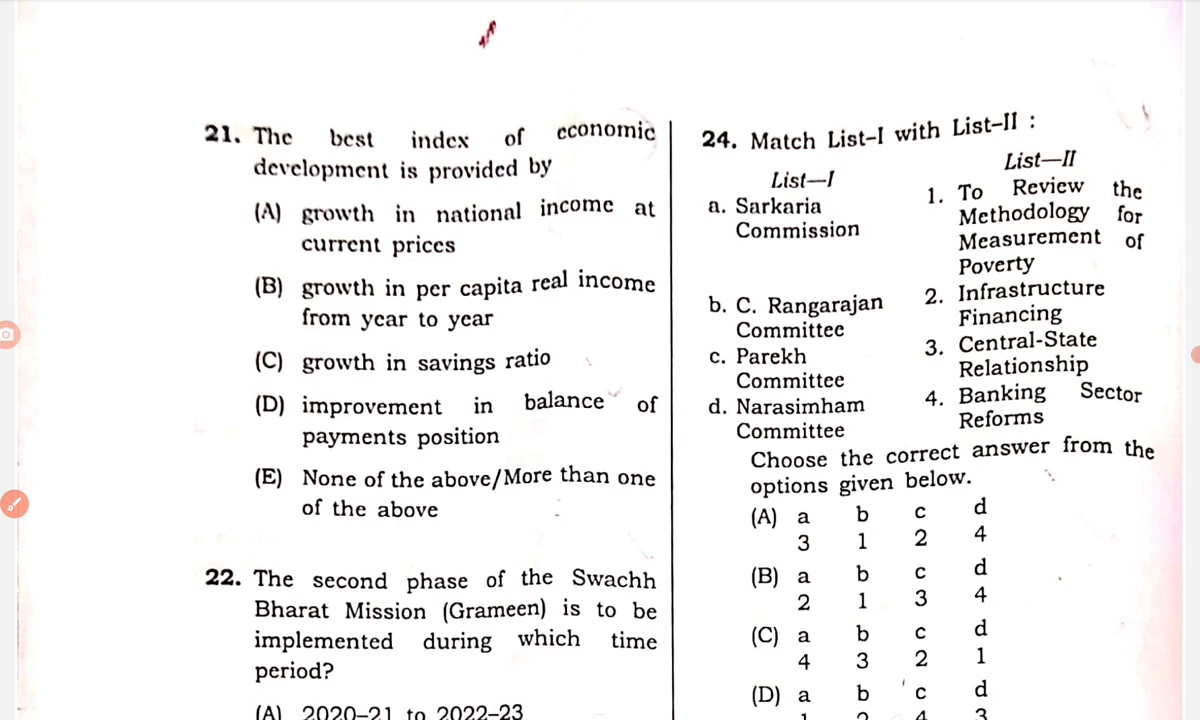 21. The best index of economic
development is provided by
(A) growth in national income at
current prices
(B) growth in per capita real income
from year to year
(C) growth in savings ratio
(D) improvement in balance of
payments position
(E) None of the above/More than one
of the above
22. The second phase of the Swachh
Bharat Mission (Grameen) is to be
implemented during which time
period?
(A) 2020-21 to 2022-23
24. Match List-I with List-II :
List—I List—II
a. Sarkaria 1. To Review the
Commission Methodology for
Measurement of
Poverty
b. C. Rangarajan 2. Infrastructure
Committee Financing
c. Parekh 3. Central-State
Committee Relationship
d. Narasimham 4. Banking Sector
Committee Reforms
Choose the correct answer from the
options given below.
(A) a b c d
3 1 2 4
(B) a b c d
2 1 3 4
(C) a b c d
4 3 2 1
(D) a b c d
1 2 4 3